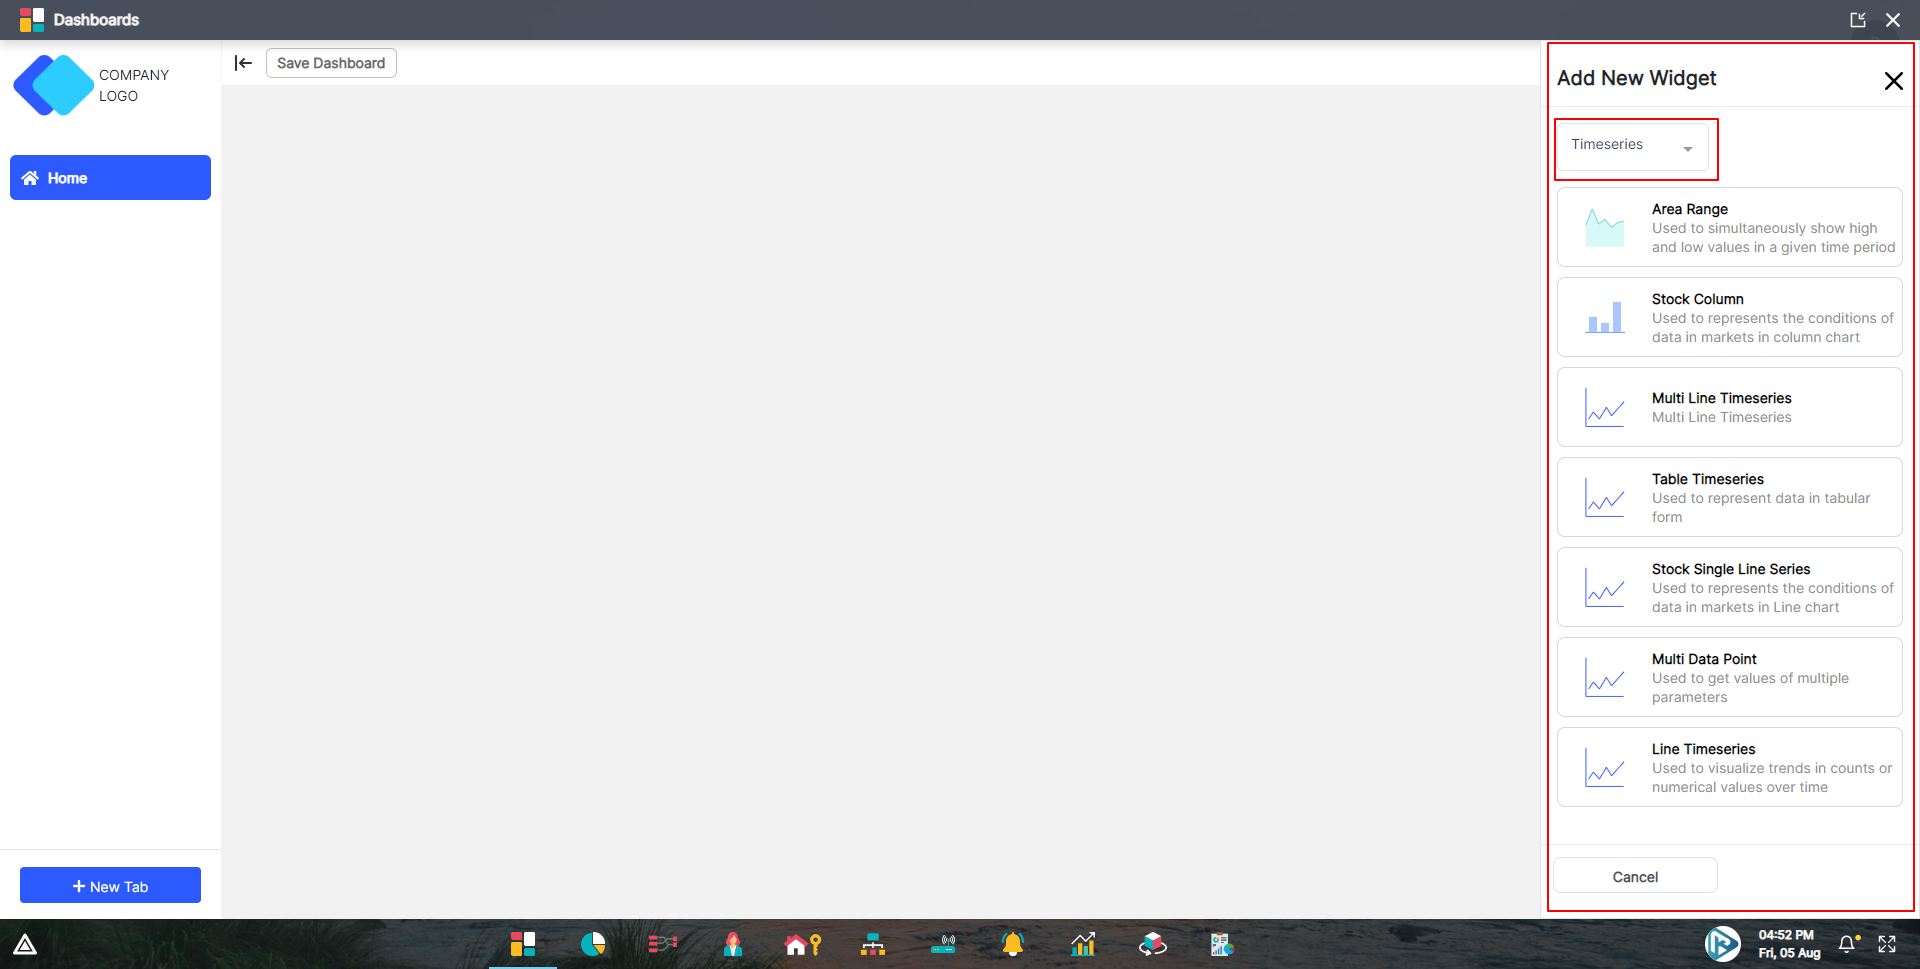 Dashboards
COMPANY
LOGO
Home
New Tab
Save Dashboard
Add New Widget
Timeseries
Area Range
Used to simultaneously show high
and low values in a given time period
Stock Column
Used to represents the conditions of
data in markets in column chart
Multi Line Timeseries
Multi Line Timeseries
Table Timeseries
Used to represent data in tabular
form
Stock Single Line Series
Used to represents the conditions of
data in markets in Line chart
Multi Data Point
Used to get values of multiple
parameters
Line Timeseries
Used to visualize trends in counts or
numerical values over time
Cancel
04:52 PM
Fri, 05 Aug